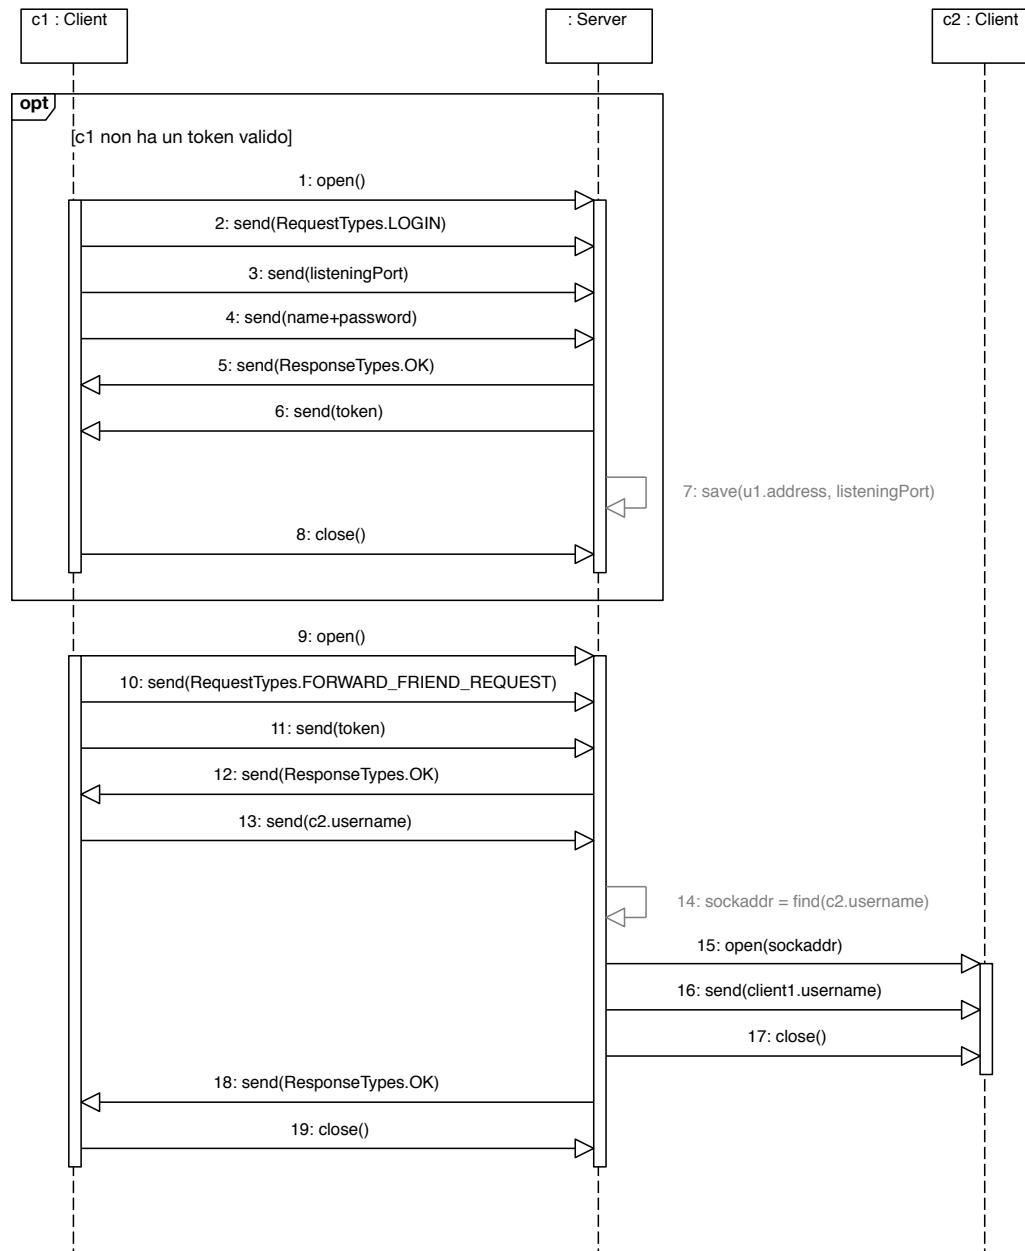 c1 : Client
: Server
c2 : Client
opt
[c1 non ha un token valido]
1: open()
2: send(RequestTypes.LOGIN)
3: send(listeningPort)
4: send(name+password)
5: send(ResponseTypes.OK)
6: send(token)
7: save(u1.address, listeningPort)
8: close()
9: open()
10: send(RequestTypes.FORWARD_FRIEND_REQUEST)
11: send(token)
12: send(ResponseTypes.OK)
13: send(c2.username)
14: sockaddr = find(c2.username)
15: open(sockaddr)
16: send(client1.username)
17: close()
18: send(ResponseTypes.OK)
19: close()